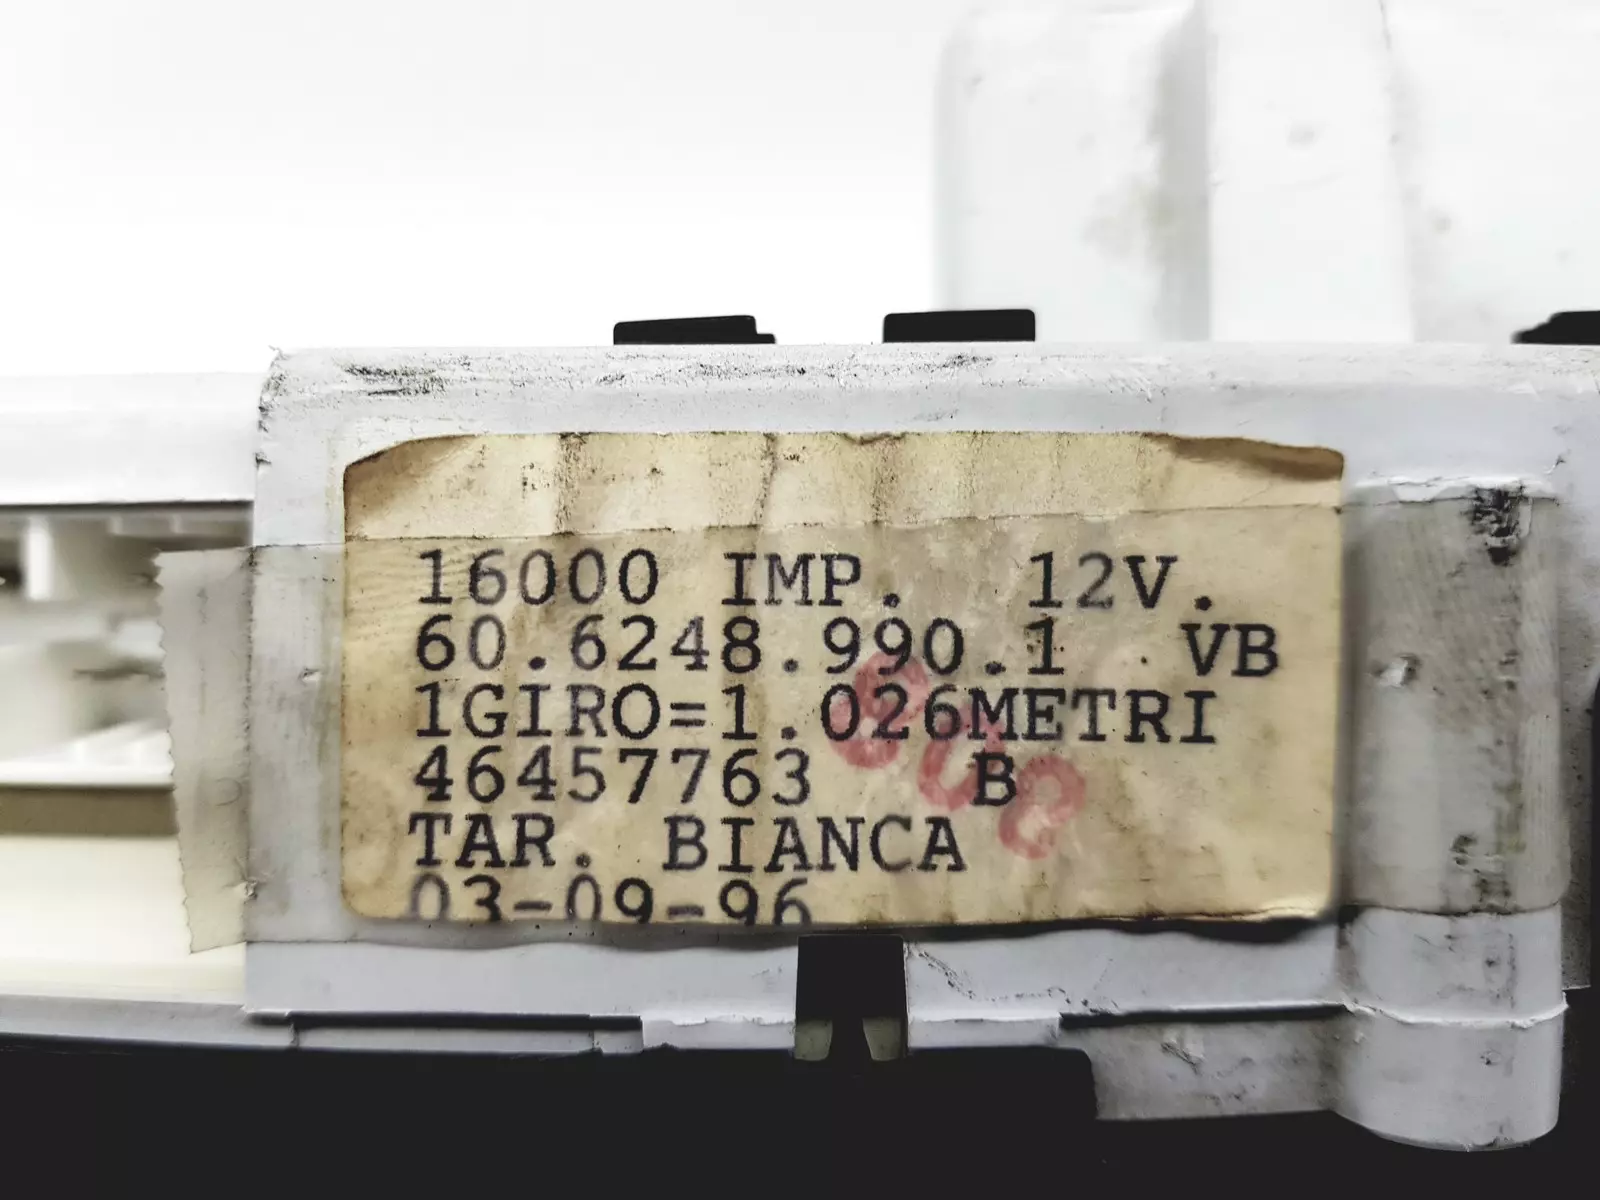 16000 IMP. 12V.
60.6248.990.1 VB
1GIRO=1.026METRI
46457763 B
TAR. BIANCA
03-09-96